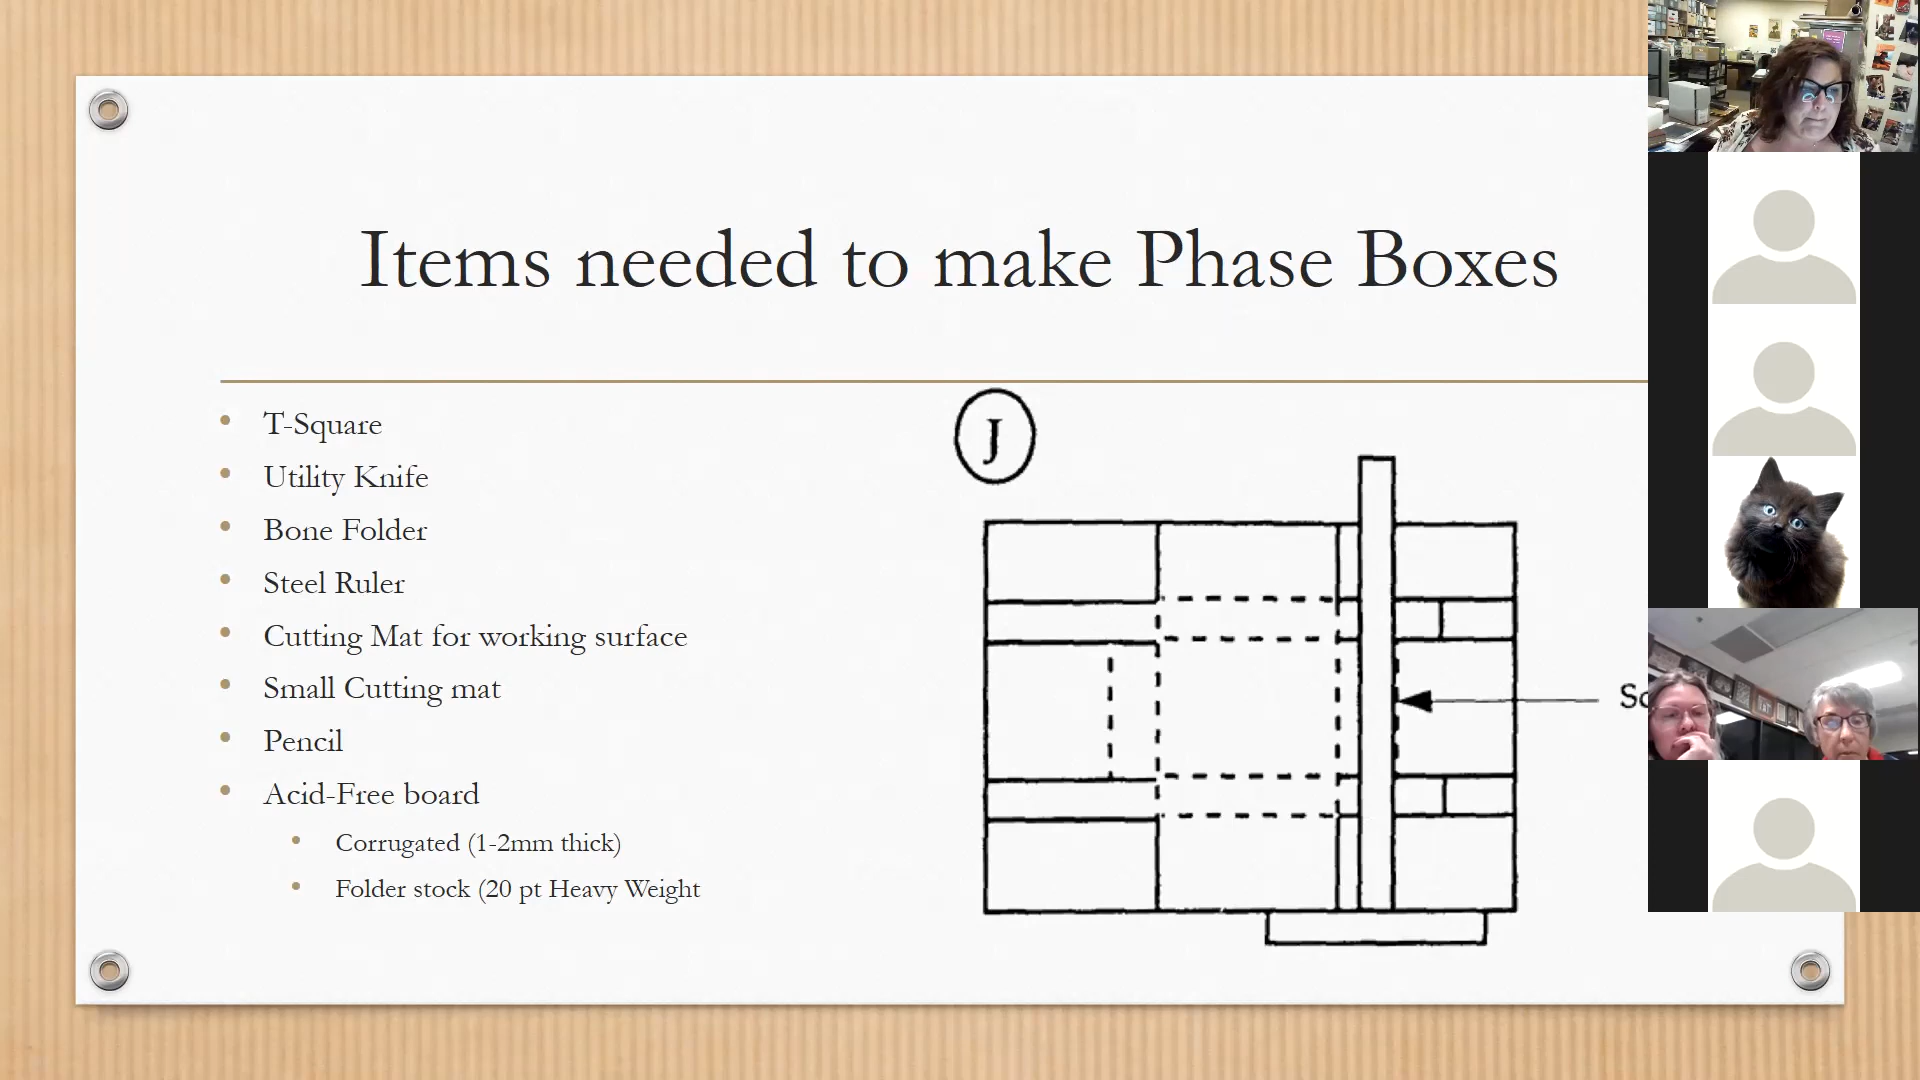 Items needed to make Phase Boxes
T-Square
Utility Knife
Bone Folder
Steel Ruler
Cutting Mat for working surface
Small Cutting mat
Pencil
Acid-Free board
Corrugated (1-2mm thick)
Folder stock (20 pt Heavy Weight
J